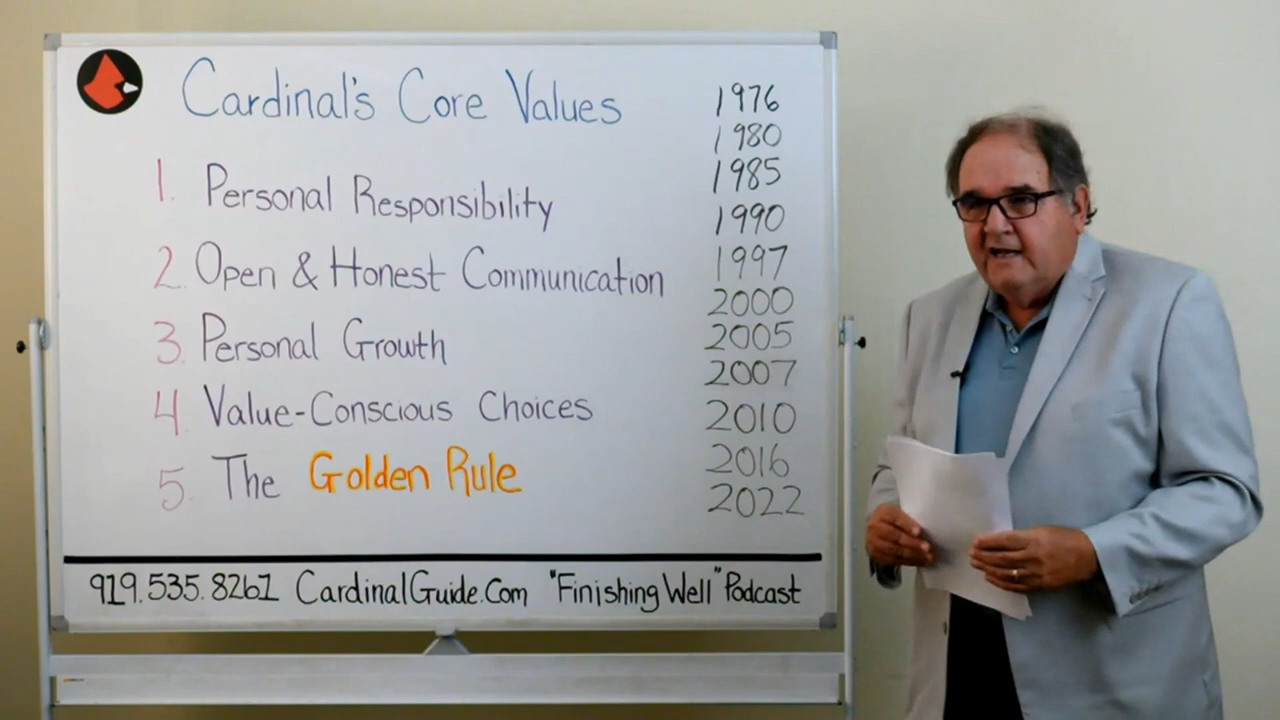 Cardinal's Core Values
1. Personal Responsibility
2. Open & Honest Communication
3. Personal Growth
4. Value-Conscious Choices
5. The Golden Rule
1976
1980
1985
1990
1997
2000
2005
2007
2010
2016
2022
919.535.8261 CardinalGuide.Com "Finishing Well" Podcast